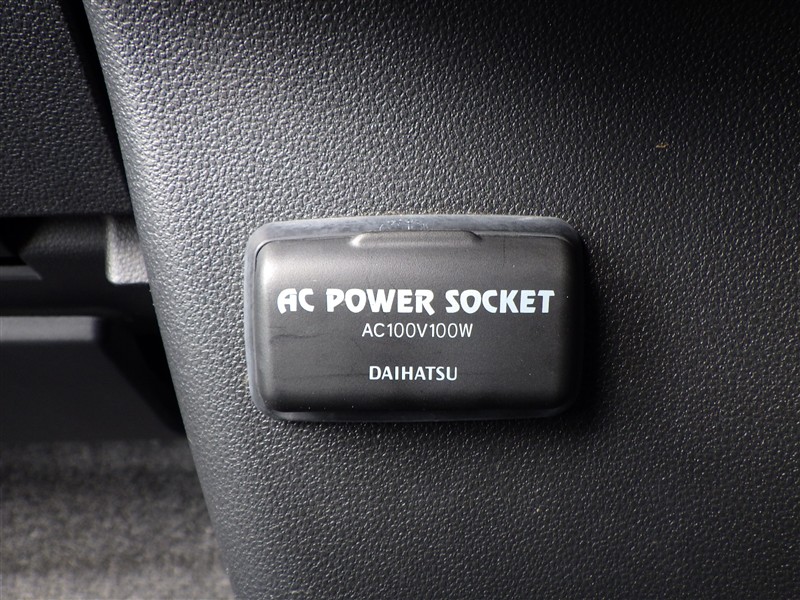 AC POWER SOCKET
AC100V100W
DAIHATSU